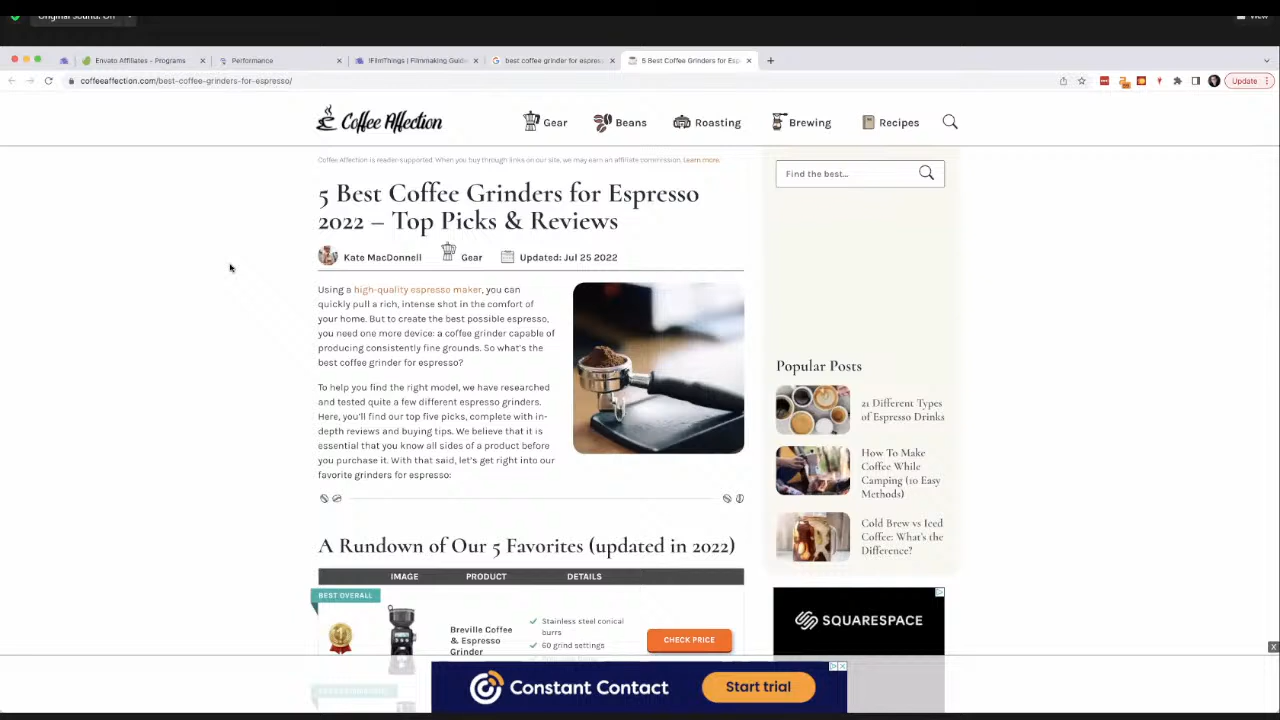 Original Sound: Off
View
Envato Affiliates - Programs
Performance
!FilmThings | Filmmaking Guide
best coffee grinder for espres
5 Best Coffee Grinders for Esp
coffeeaffection.com/best-coffee-grinders-for-espresso/
Update
Coffee Affection
Gear
Beans
Roasting
Brewing
Recipes
Coffee Affection is reader-supported. When you buy through links on our site, we may earn an affiliate commission. Learn more.
5 Best Coffee Grinders for Espresso
2022 – Top Picks & Reviews
Kate MacDonnell
Gear
Updated: Jul 25 2022
Using a high-quality espresso maker, you can
quickly pull a rich, intense shot in the comfort of
your home. But to create the best possible espresso,
you need one more device: a coffee grinder capable of
producing consistently fine grounds. So what's the
best coffee grinder for espresso?
To help you find the right model, we have researched
and tested quite a few different espresso grinders.
Here, you'll find our top five picks, complete with in-
depth reviews and buying tips. We believe that it is
essential that you know all sides of a product before
you purchase it. With that said, let's get right into our
favorite grinders for espresso:
A Rundown of Our 5 Favorites (updated in 2022)
IMAGE
PRODUCT
DETAILS
BEST OVERALL
Breville Coffee
& Espresso
Grinder
Stainless steel conical
burrs
60 grind settings
CHECK PRICE
Find the best...
Popular Posts
21 Different Types
of Espresso Drinks
How To Make
Coffee While
Camping (10 Easy
Methods)
Cold Brew vs Iced
Coffee: What's the
Difference?
SQUARESPACE
X
Constant Contact
Start trial